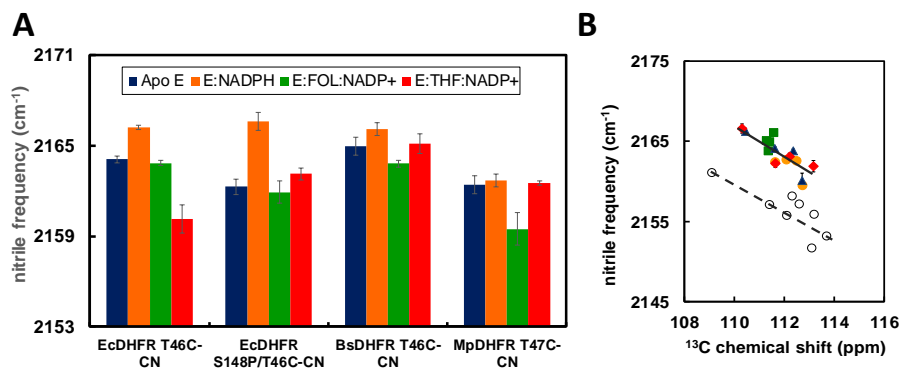 A
2171
2165
2159
2153
nitrile frequency (cm-1)
Apo E E:NADPH E:FOL:NADP+ E:THF:NADP+
EcDHFR T46C-
CN
EcDHFR
S148P/T46C-CN
BsDHFR T46C-
CN
MpDHFR T47C-
CN
B
2175
2165
2155
2145
nitrile frequency (cm-1)
108 110 112 114 116
13C chemical shift (ppm)